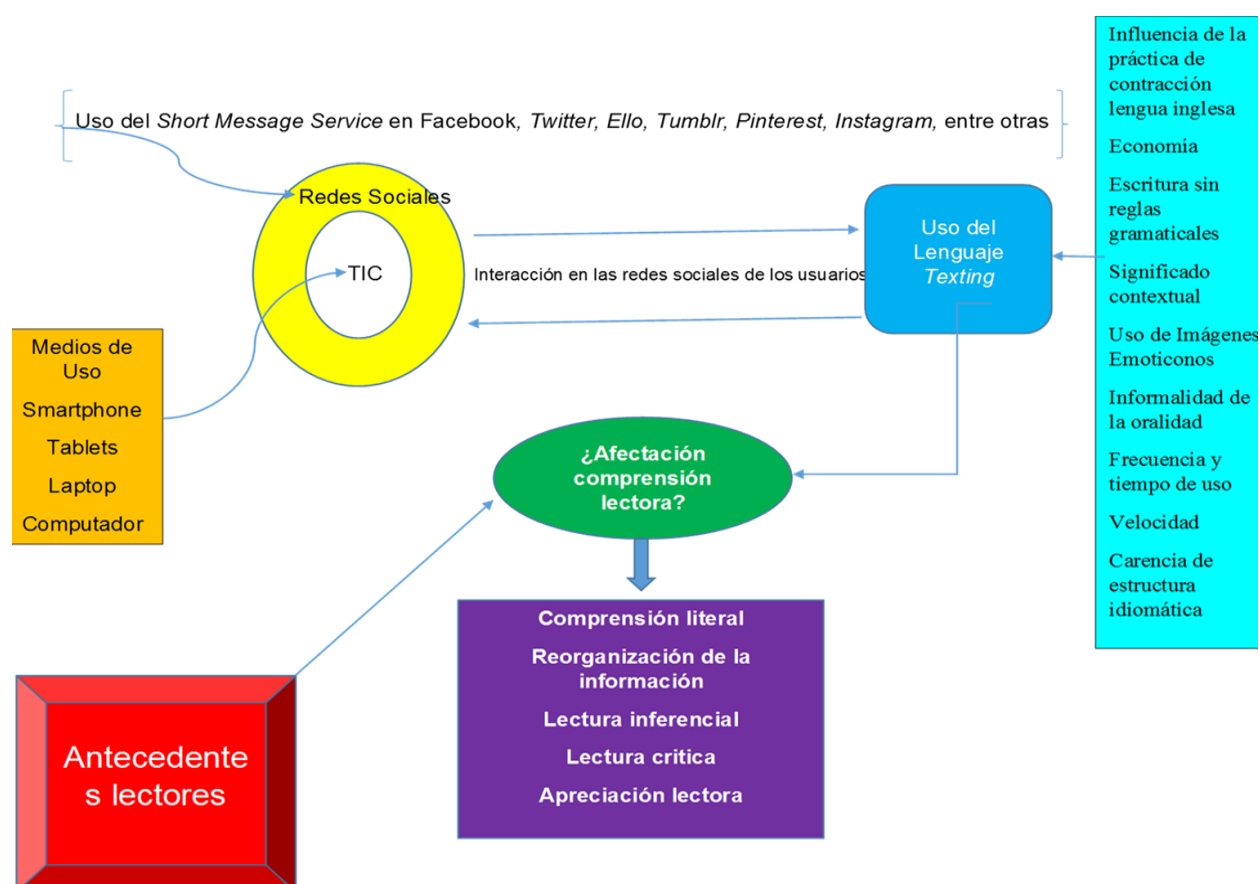 Uso del Short Message Service en Facebook, Twitter, Ello, Tumblr, Pinterest, Instagram, entre otras
Redes Sociales
TIC
Interacción en las redes sociales de los usuarios
Uso del
Lenguaje
Texting
Influencia de la
práctica de
contracción
lengua inglesa
Economía
Escritura sin
reglas
gramaticales
Significado
contextual
Uso de Imágenes
Emoticonos
Informalidad de
la oralidad
Frecuencia y
tiempo de uso
Velocidad
Carencia de
estructura
idiomática
Medios de
Uso
Smartphone
Tablets
Laptop
Computador
¿Afectación
comprensión
lectora?
Comprensión literal
Reorganización de la
información
Lectura inferencial
Lectura critica
Apreciación lectora
Antecedente
s lectores